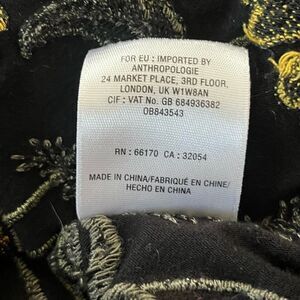 FOR EU : IMPORTED BY
ANTHROPOLOGIE
24 MARKET PLACE, 3RD FLOOR,
LONDON, UK W1W8AN
CIF : VAT No. GB 684936382
OB843543
RN : 66170 CA : 32054
MADE IN CHINA/FABRIQUÉ EN CHINE/
HECHO EN CHINA